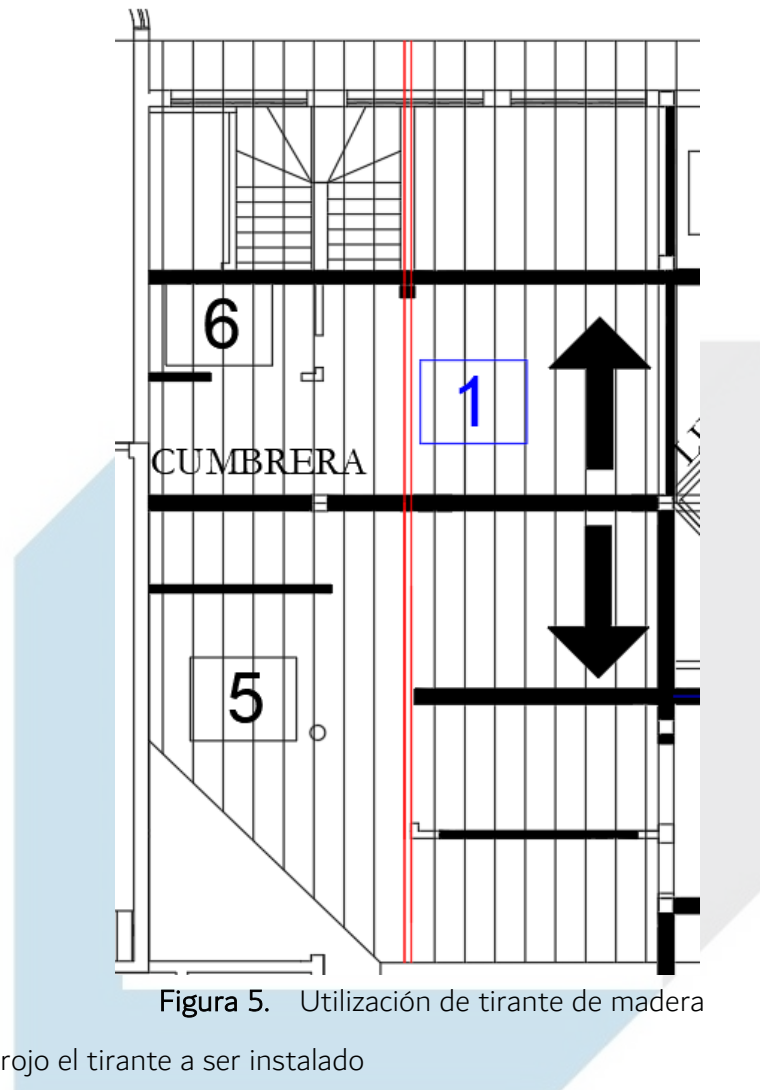 6
1
CUMBRERA
5
Figura 5. Utilización de tirante de madera
rojo el tirante a ser instalado